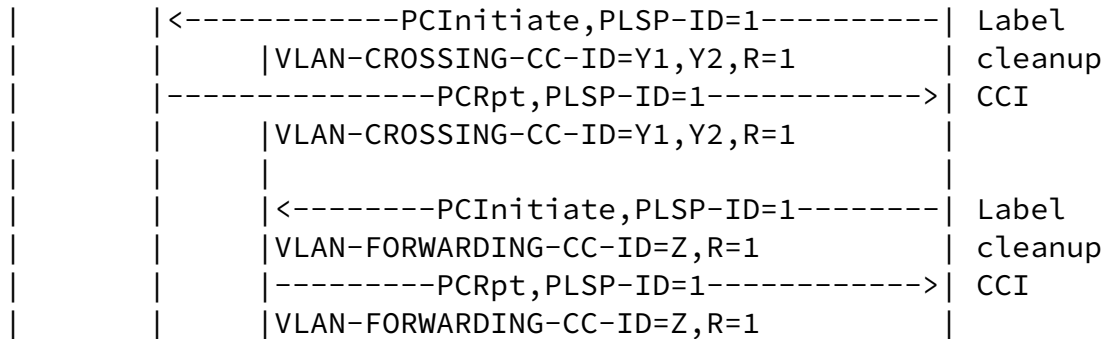 |       |<------------PCInitiate,PLSP-ID=1----------| Label
|       |    |VLAN-CROSSING-CC-ID=Y1,Y2,R=1         | cleanup
|       |---------------PCRpt,PLSP-ID=1------------>| CCI
|       |    |VLAN-CROSSING-CC-ID=Y1,Y2,R=1         |
|       |    |                                      |
|       |    |<--------PCInitiate,PLSP-ID=1--------| Label
|       |    |VLAN-FORWARDING-CC-ID=Z,R=1           | cleanup
|       |    |---------PCRpt,PLSP-ID=1------------>| CCI
|       |    |VLAN-FORWARDING-CC-ID=Z,R=1           |